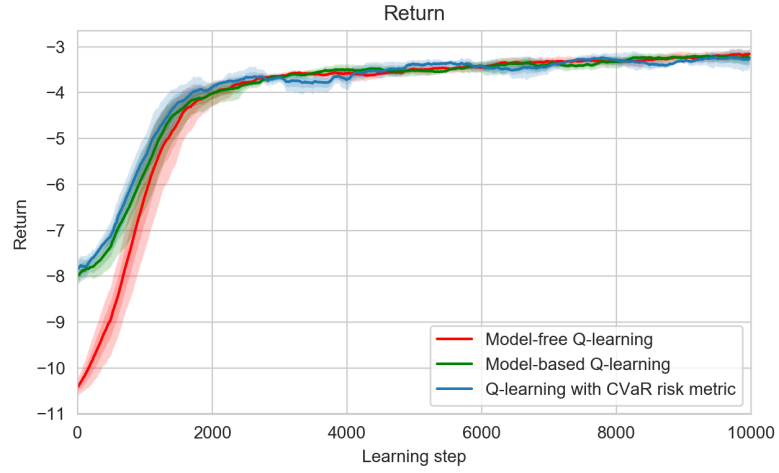 Return
−3
−4
−5
−6
−7
−8
−9
−10
−11
Return
Model-free Q-learning
Model-based Q-learning
Q-learning with CVaR risk metric
0 2000 4000 6000 8000 10000
Learning step